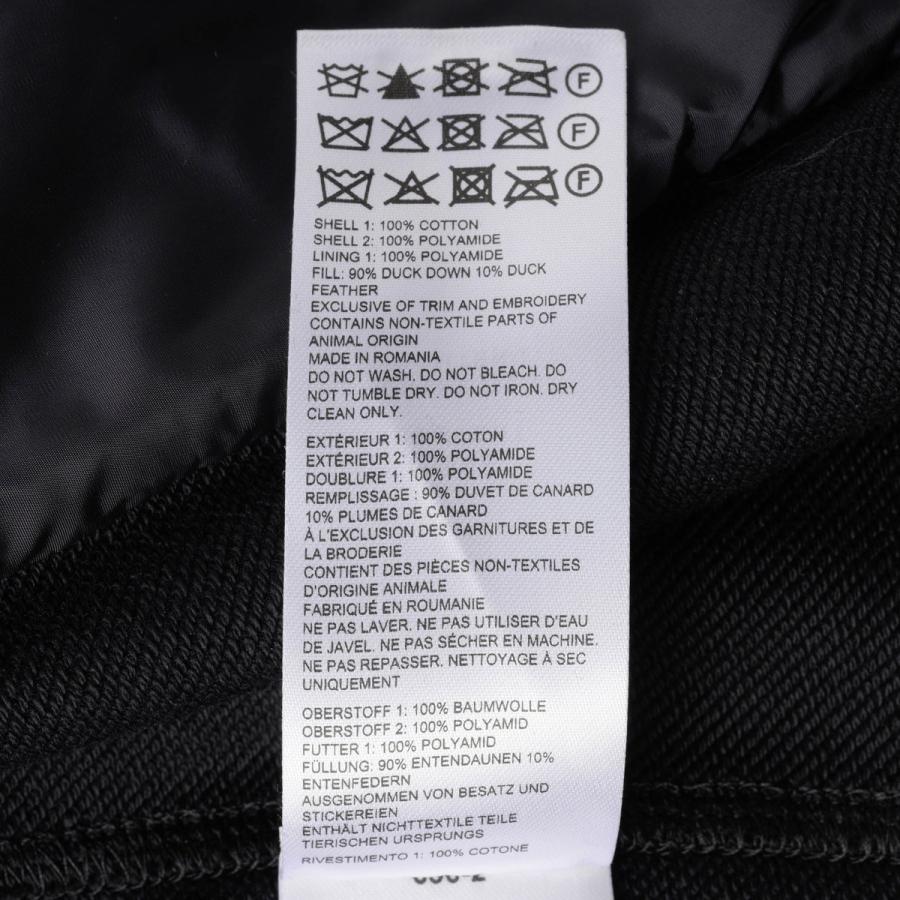 F
F
F
SHELL 1: 100% COTTON
SHELL 2: 100% POLYAMIDE
LINING 1: 100% POLYAMIDE
FILL: 90% DUCK DOWN 10% DUCK
FEATHER
EXCLUSIVE OF TRIM AND EMBROIDERY
CONTAINS NON-TEXTILE PARTS OF
ANIMAL ORIGIN
MADE IN ROMANIA
DO NOT WASH. DO NOT BLEACH. DO
NOT TUMBLE DRY. DO NOT IRON. DRY
CLEAN ONLY.
EXTÉRIEUR 1: 100% COTON
EXTÉRIEUR 2: 100% POLYAMIDE
DOUBLURE 1: 100% POLYAMIDE
REMPLISSAGE : 90% DUVET DE CANARD
10% PLUMES DE CANARD
À L'EXCLUSION DES GARNITURES ET DE
LA BRODERIE
CONTIENT DES PIÈCES NON-TEXTILES
D'ORIGINE ANIMALE
FABRIQUÉ EN ROUMANIE
NE PAS LAVER. NE PAS UTILISER D'EAU
DE JAVEL. NE PAS SÉCHER EN MACHINE.
NE PAS REPASSER. NETTOYAGE À SEC
UNIQUEMENT
OBERSTOFF 1: 100% BAUMWOLLE
OBERSTOFF 2: 100% POLYAMID
FUTTER 1: 100% POLYAMID
FÜLLUNG: 90% ENTENDAUNEN 10%
ENTENFEDERN
AUSGENOMMEN VON BESATZ UND
STICKEREIEN
ENTHÄLT NICHTTEXTILE TEILE
TIERISCHEN URSPRUNGS
RIVESTIMENTO 1: 100% COTONE